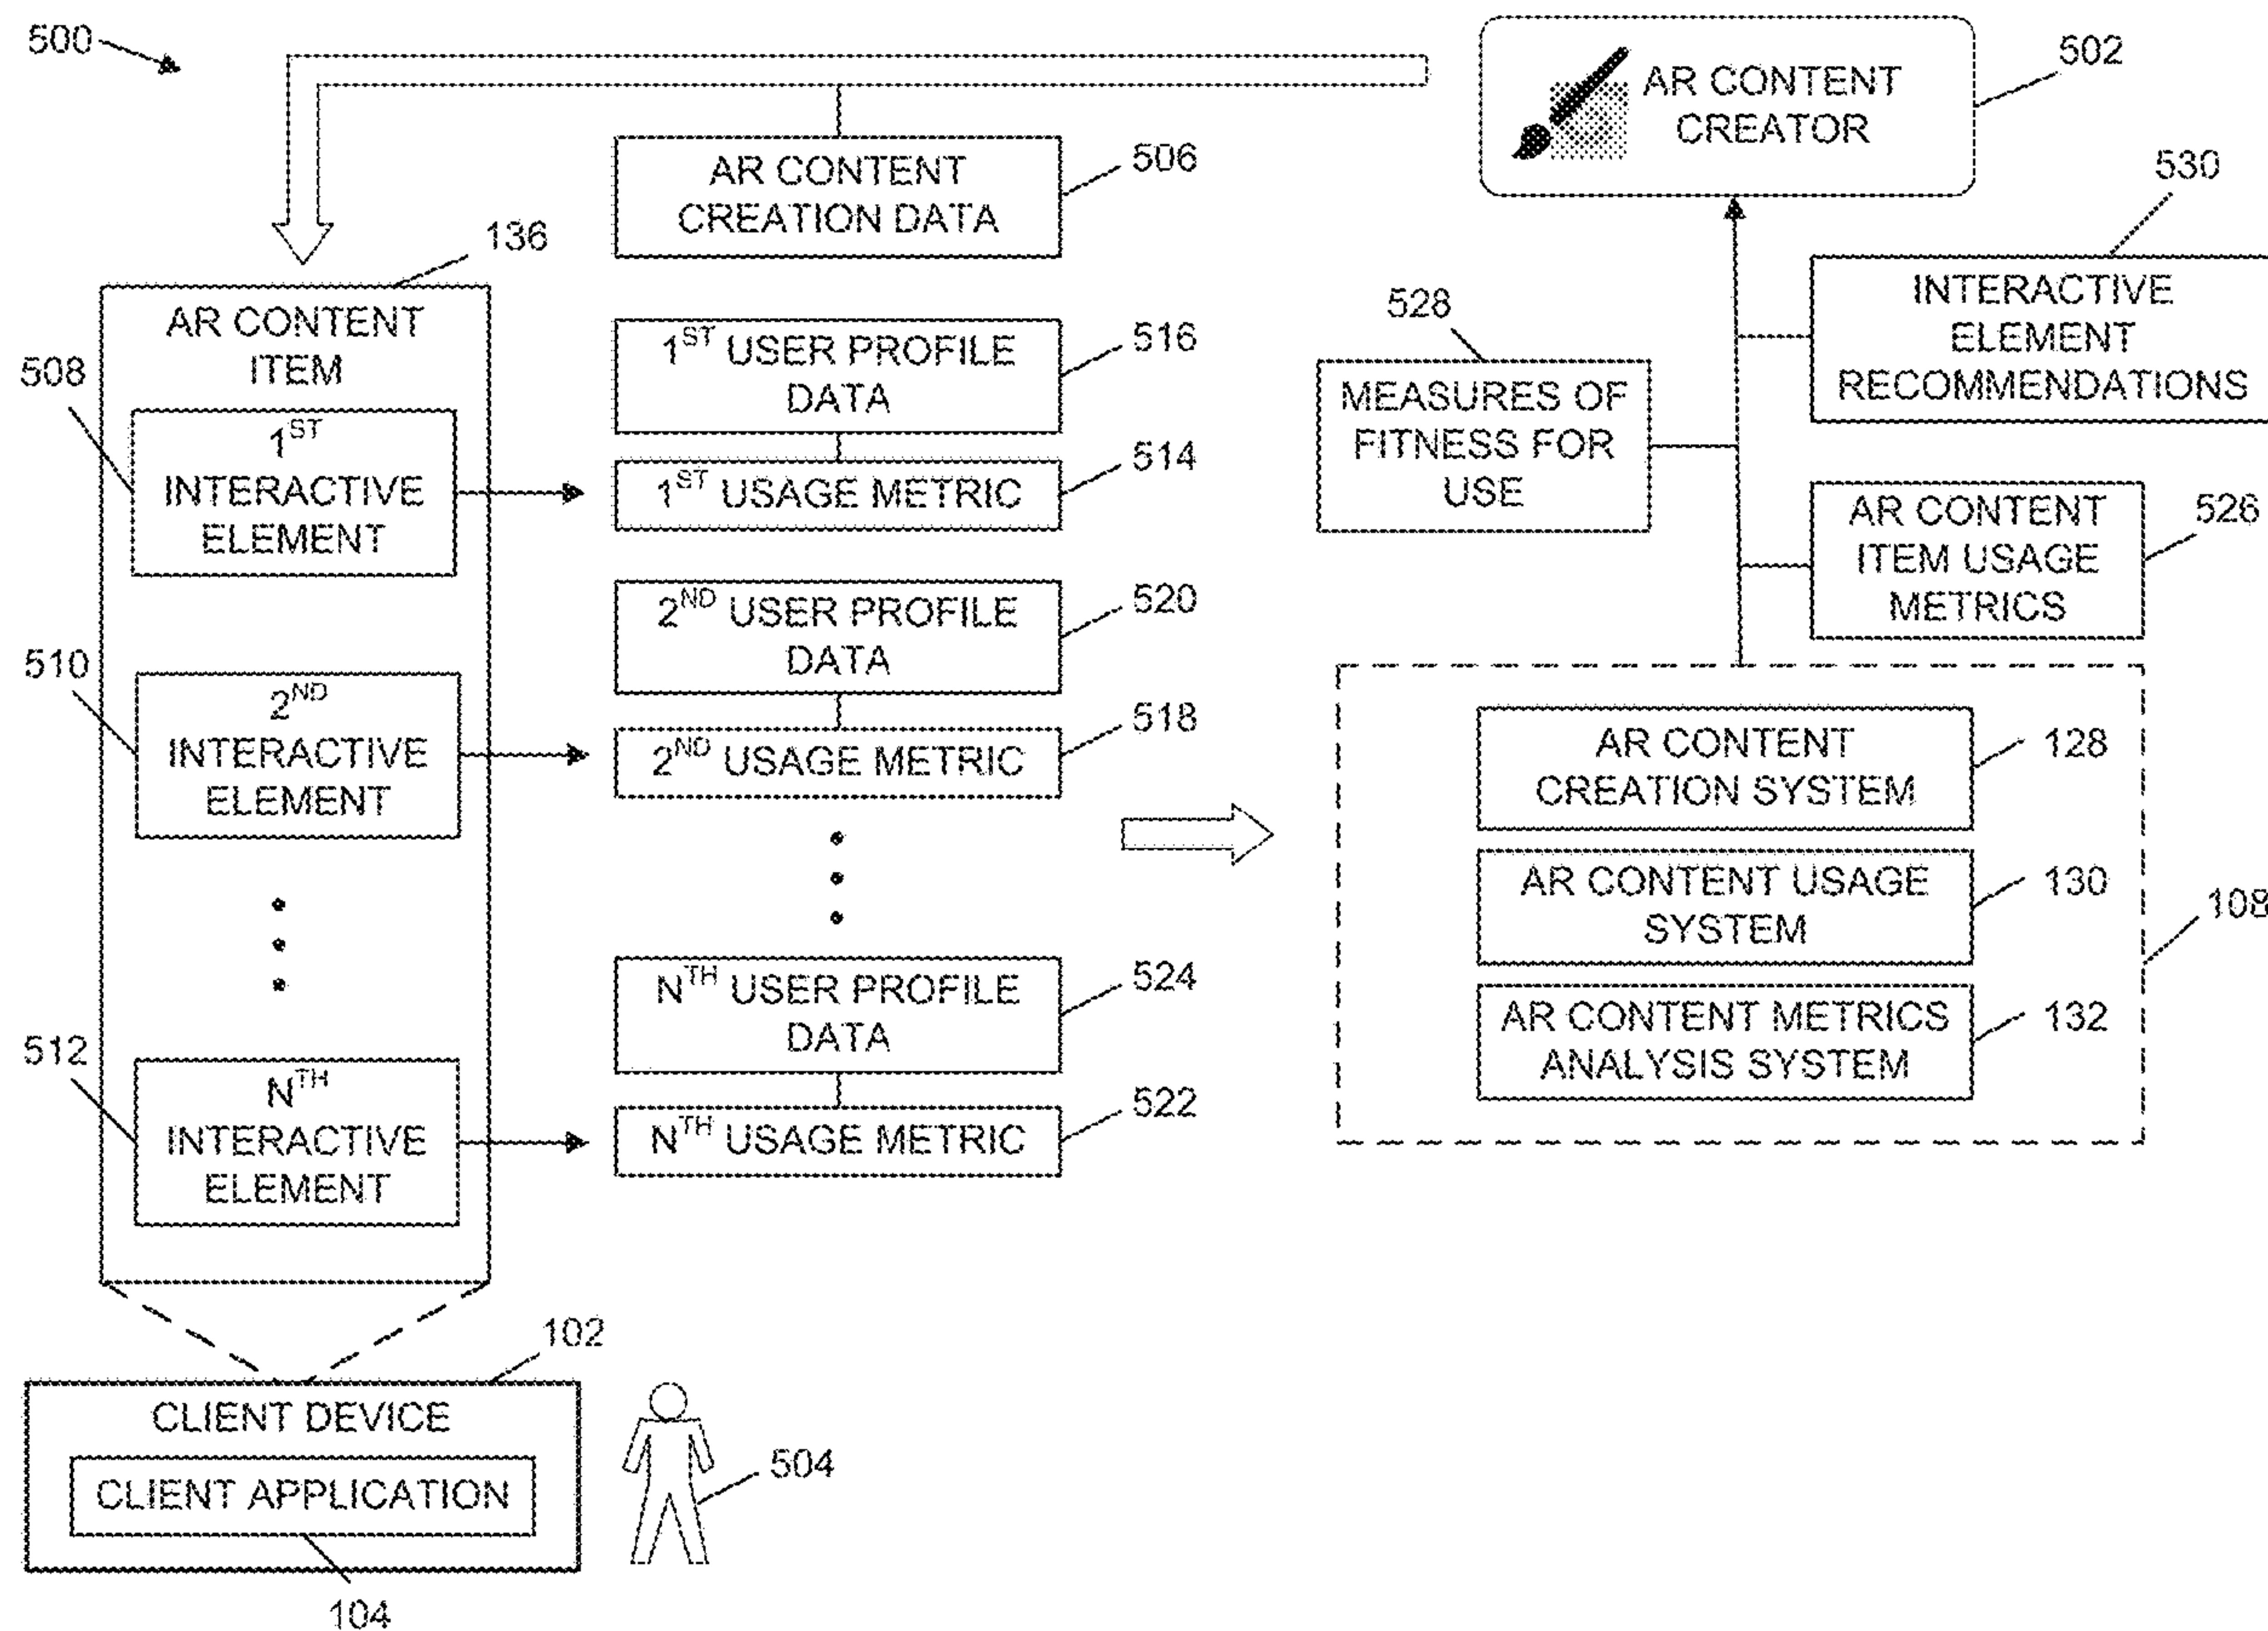 500
AR CONTENT
CREATOR
502
AR CONTENT
CREATION DATA
506
530
136
AR CONTENT
ITEM
508
1ST
INTERACTIVE
ELEMENT
1ST USER PROFILE
DATA
516
1ST USAGE METRIC
514
528
MEASURES OF
FITNESS FOR
USE
INTERACTIVE
ELEMENT
RECOMMENDATIONS
AR CONTENT
ITEM USAGE
METRICS
526
510
2ND
INTERACTIVE
ELEMENT
2ND USER PROFILE
DATA
520
2ND USAGE METRIC
518
AR CONTENT
CREATION SYSTEM
128
AR CONTENT USAGE
SYSTEM
130
AR CONTENT METRICS
ANALYSIS SYSTEM
132
108
512
NTH
INTERACTIVE
ELEMENT
NTH USER PROFILE
DATA
524
NTH USAGE METRIC
522
102
CLIENT DEVICE
CLIENT APPLICATION
104
504